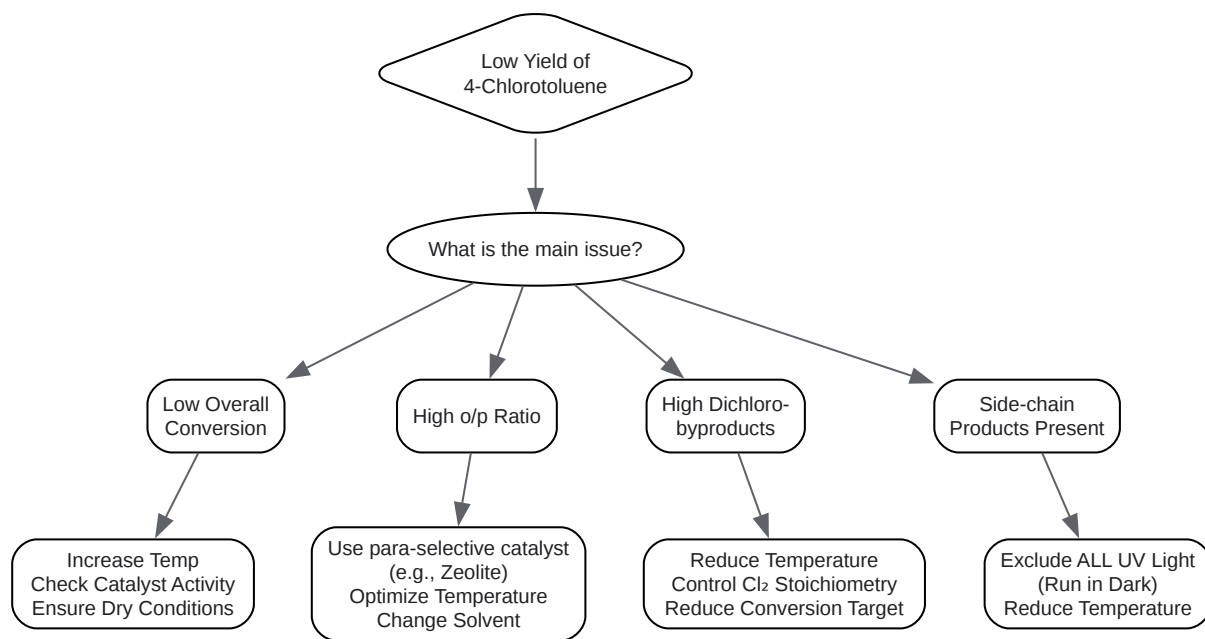 Low Yield of
4-Chlorotoluene
What is the main issue?
Low Overall
Conversion
High o/p Ratio
High Dichloro-
byproducts
Side-chain
Products Present
Increase Temp
Check Catalyst Activity
Ensure Dry Conditions
Use para-selective catalyst
(e.g., Zeolite)
Optimize Temperature
Change Solvent
Reduce Temperature
Control Cl₂ Stoichiometry
Reduce Conversion Target
Exclude ALL UV Light
(Run in Dark)
Reduce Temperature